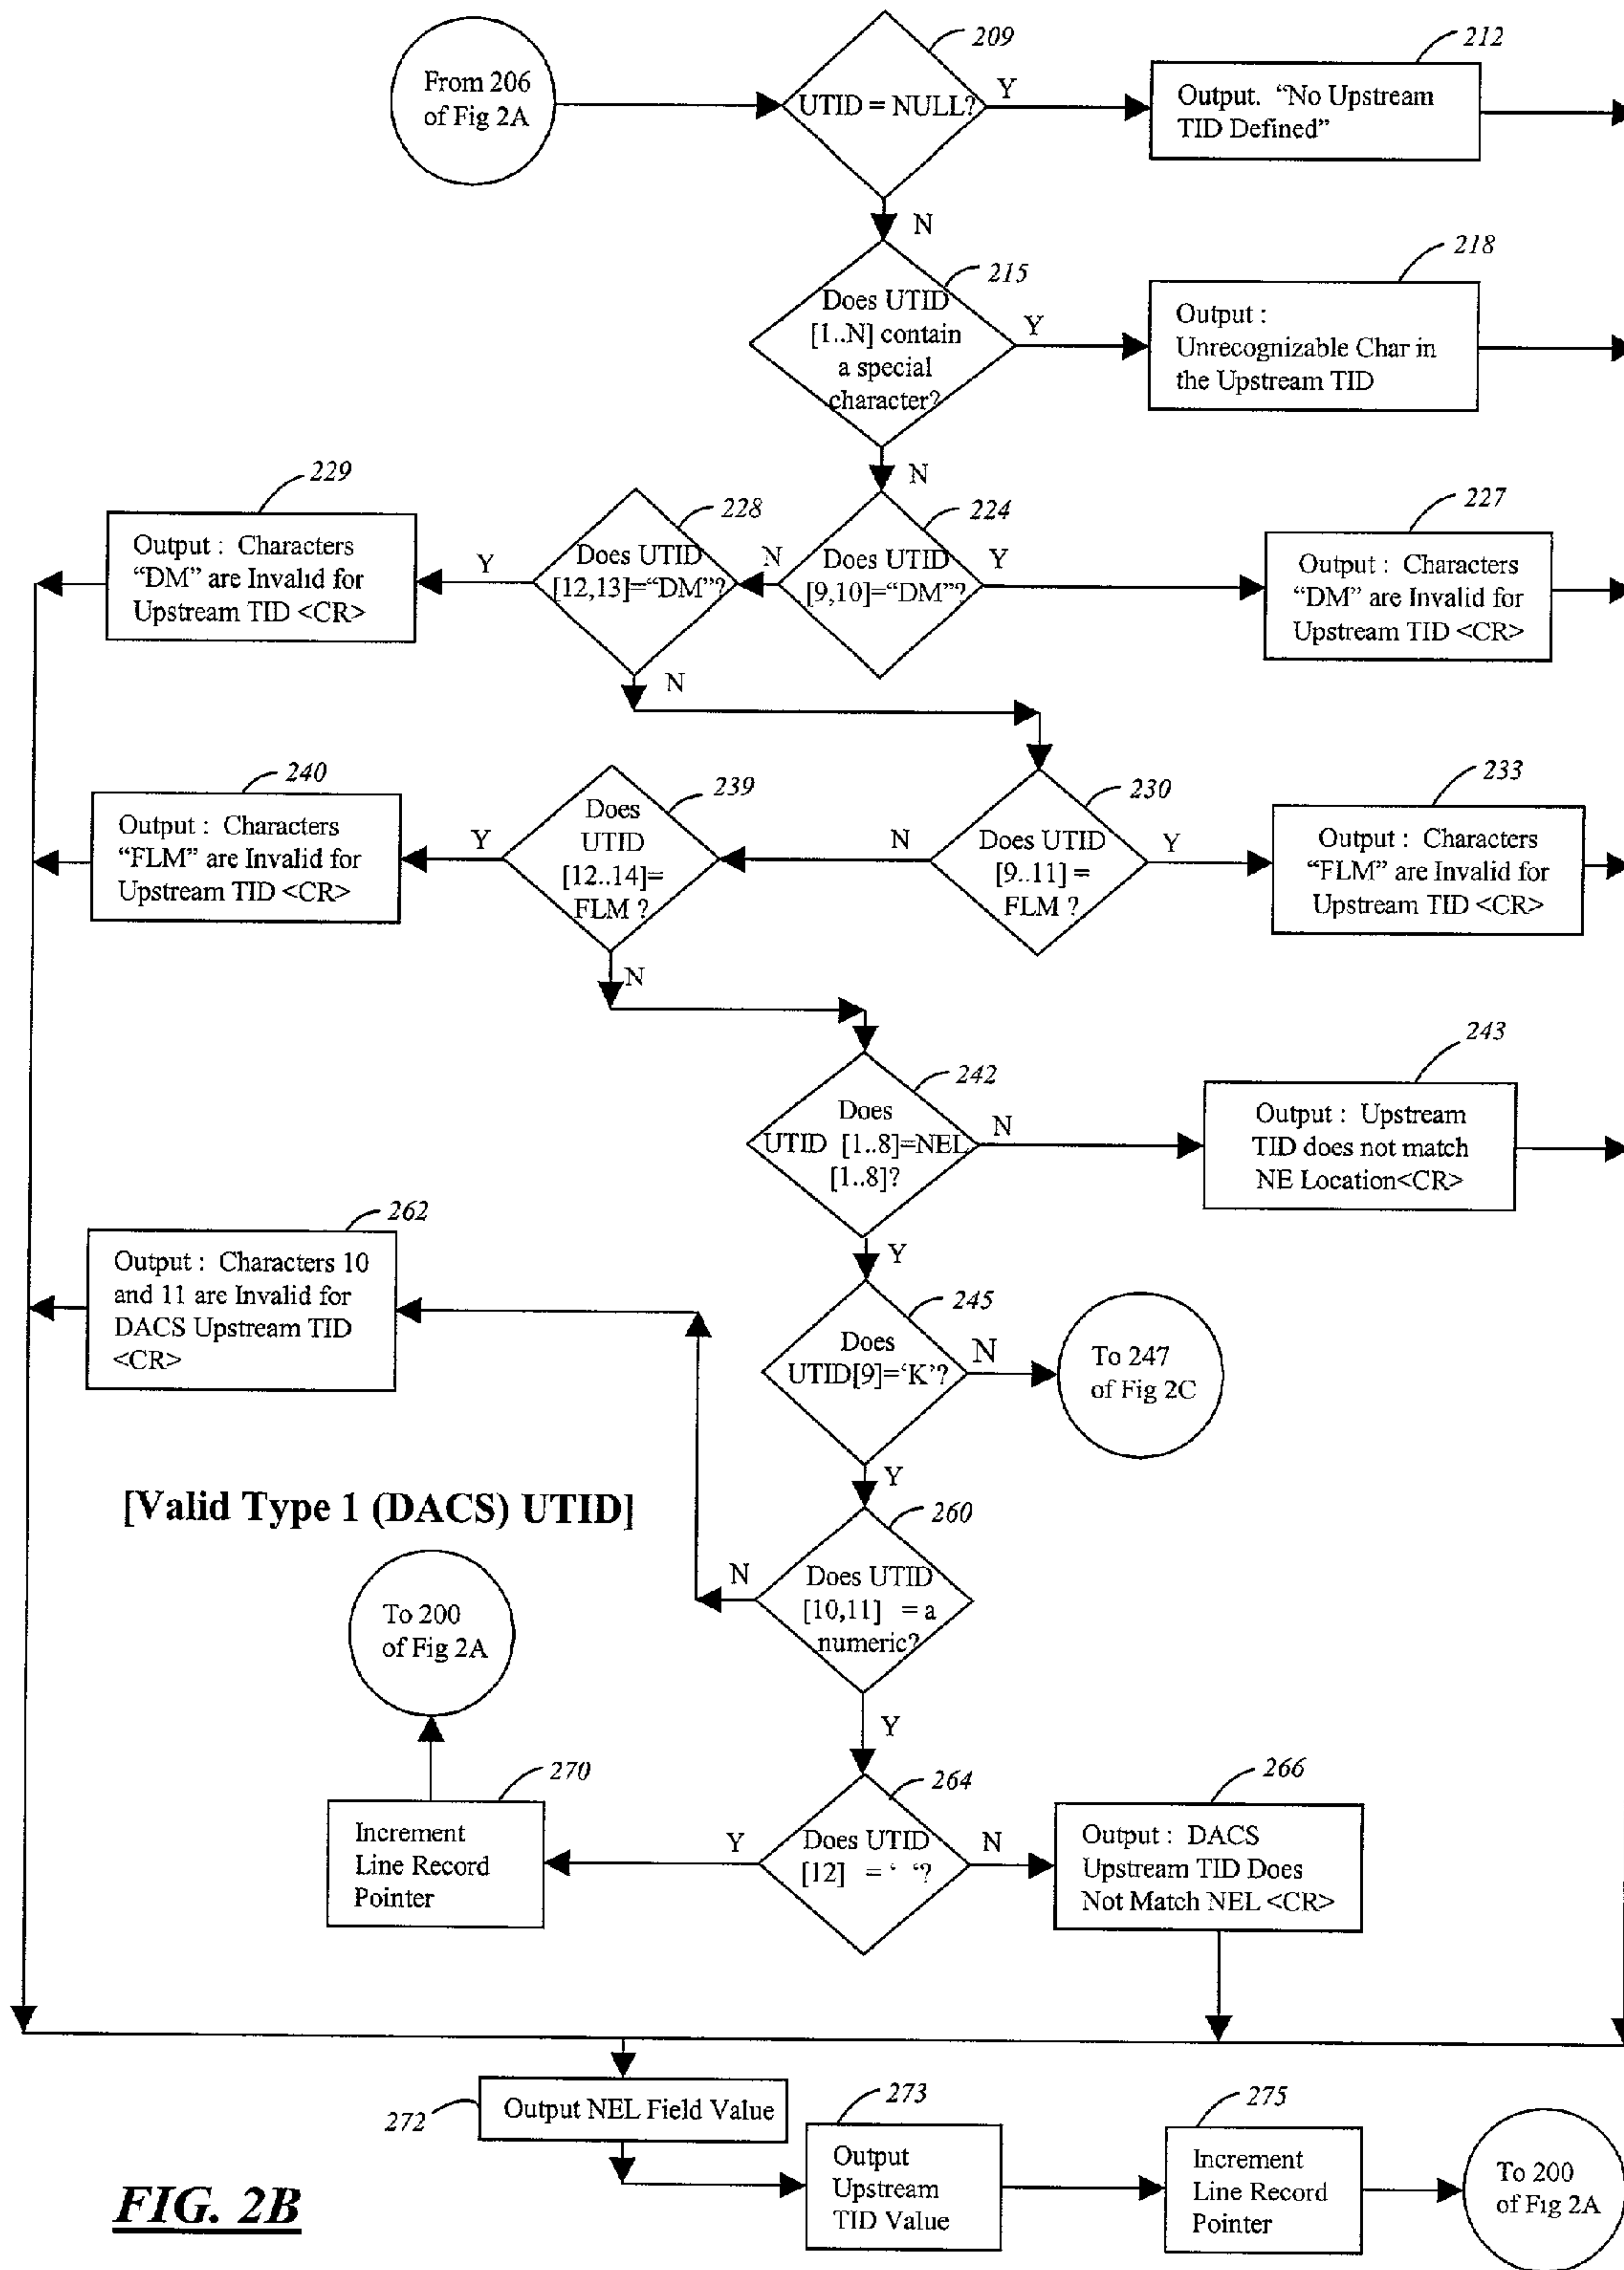 From 206
of Fig 2A
209
UTID = NULL?
Y
212
Output. “No Upstream
TID Defined”
N
215
Does UTID
[1..N] contain
a special
character?
Y
218
Output :
Unrecognizable Char in
the Upstream TID
N
229
Output : Characters
“DM” are Invalid for
Upstream TID <CR>
Y
228
Does UTID
[12,13]=“DM”?
N
224
Does UTID
[9,10]=“DM”?
Y
227
Output : Characters
“DM” are Invalid for
Upstream TID <CR>
N
240
Output : Characters
“FLM” are Invalid for
Upstream TID <CR>
Y
239
Does
UTID
[12..14]=
FLM ?
N
230
Does UTID
[9..11] =
FLM ?
Y
233
Output : Characters
“FLM” are Invalid for
Upstream TID <CR>
N
242
Does
UTID [1..8]=NEL
[1..8]?
N
243
Output : Upstream
TID does not match
NE Location<CR>
Y
262
Output : Characters 10
and 11 are Invalid for
DACS Upstream TID
<CR>
245
Does
UTID[9]=‘K’?
N
To 247
of Fig 2C
Y
[Valid Type 1 (DACS) UTID]
260
Does UTID
[10,11] = a
numeric?
N
Y
To 200
of Fig 2A
270
Increment
Line Record
Pointer
Y
264
Does UTID
[12] = ‘ ‘?
N
266
Output : DACS
Upstream TID Does
Not Match NEL <CR>
272
Output NEL Field Value
273
Output
Upstream
TID Value
275
Increment
Line Record
Pointer
To 200
of Fig 2A
FIG. 2B